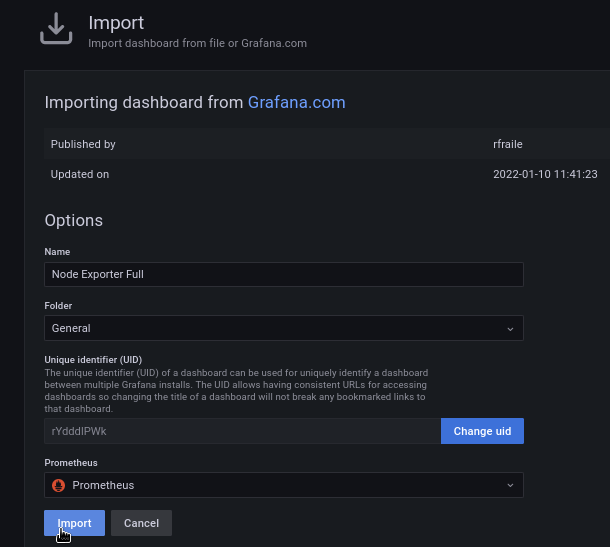 Import
Import dashboard from file or Grafana.com
Importing dashboard from Grafana.com
Published by rfraile
Updated on 2022-01-10 11:41:23
Options
Name
Node Exporter Full
Folder
General
Unique identifier (UID)
The unique identifier (UID) of a dashboard can be used for uniquely identify a dashboard
between multiple Grafana installs. The UID allows having consistent URLs for accessing
dashboards so changing the title of a dashboard will not break any bookmarked links to
that dashboard.
rYdddlPWk Change uid
Prometheus
Prometheus
Import Cancel